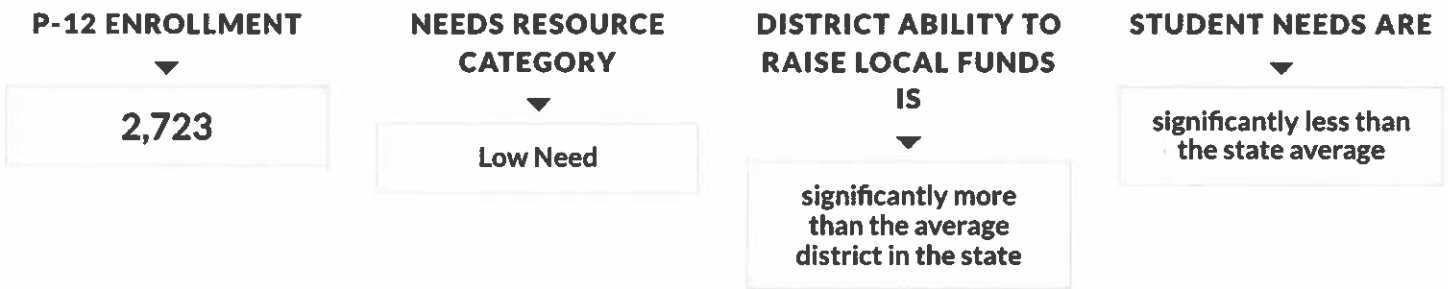 P-12 ENROLLMENT
2,723
NEEDS RESOURCE
CATEGORY
Low Need
DISTRICT ABILITY TO
RAISE LOCAL FUNDS
IS
significantly more
than the average
district in the state
STUDENT NEEDS ARE
significantly less than
the state average